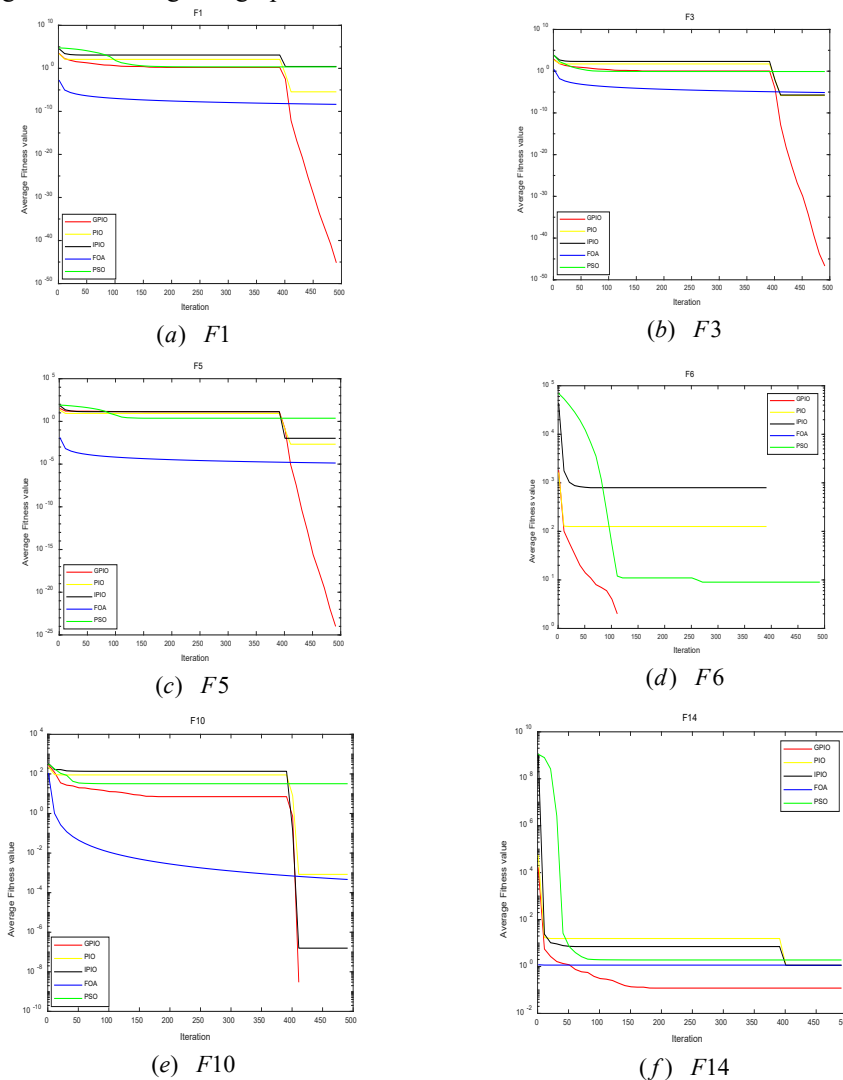 F1
10^10
10^0
10^-10
10^-20
10^-30
10^-40
10^-50
Average Fitness value
GPIO
PIO
IPIO
FOA
PSO
0 50 100 150 200 250 300 350 400 450 500
Iteration
(a) F1
F3
10^10
10^0
10^-10
10^-20
10^-30
10^-40
10^-50
Average Fitness value
GPIO
PIO
IPIO
FOA
PSO
0 50 100 150 200 250 300 350 400 450 500
Iteration
(b) F3
F5
10^5
10^0
10^-5
10^-10
10^-15
10^-20
10^-25
Average Fitness value
GPIO
PIO
IPIO
FOA
PSO
0 50 100 150 200 250 300 350 400 450 500
Iteration
(c) F5
F6
10^5
10^4
10^3
10^2
10^1
10^0
Average Fitness value
GPIO
PIO
IPIO
FOA
PSO
0 50 100 150 200 250 300 350 400 450 500
Iteration
(d) F6
F10
10^4
10^2
10^0
10^-2
10^-4
10^-6
10^-8
10^-10
Average Fitness value
GPIO
PIO
IPIO
FOA
PSO
0 50 100 150 200 250 300 350 400 450 500
Iteration
(e) F10
F14
10^10
10^8
10^6
10^4
10^2
10^0
10^-2
Average Fitness value
GPIO
PIO
IPIO
FOA
PSO
0 50 100 150 200 250 300 350 400 450 500
Iteration
(f) F14